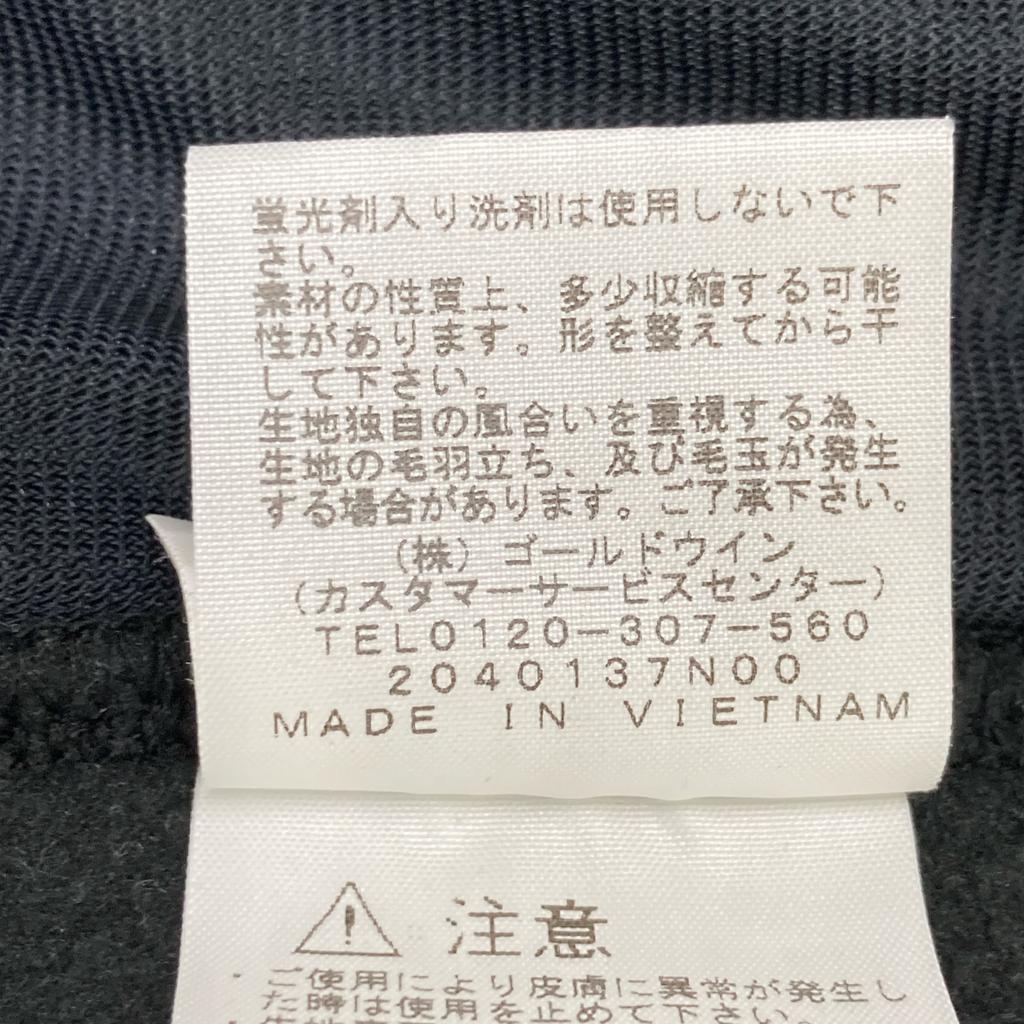 蛍光剤入り洗剤は使用しないで下
さい。
素材の性質上、多少収縮する可能
性があります。形を整えてから干
して下さい。
生地独自の風合いを重視する為、
生地の毛羽立ち、及び毛玉が発生
する場合があります。ご了承下さい。
(株)ゴールドウイン
(カスタマーサービスセンター)
TEL0120-307-560
2040137N00
MADE IN VIETNAM
注意
・ご使用により皮膚に異常が発生し
た時は使用を止めて下さい。